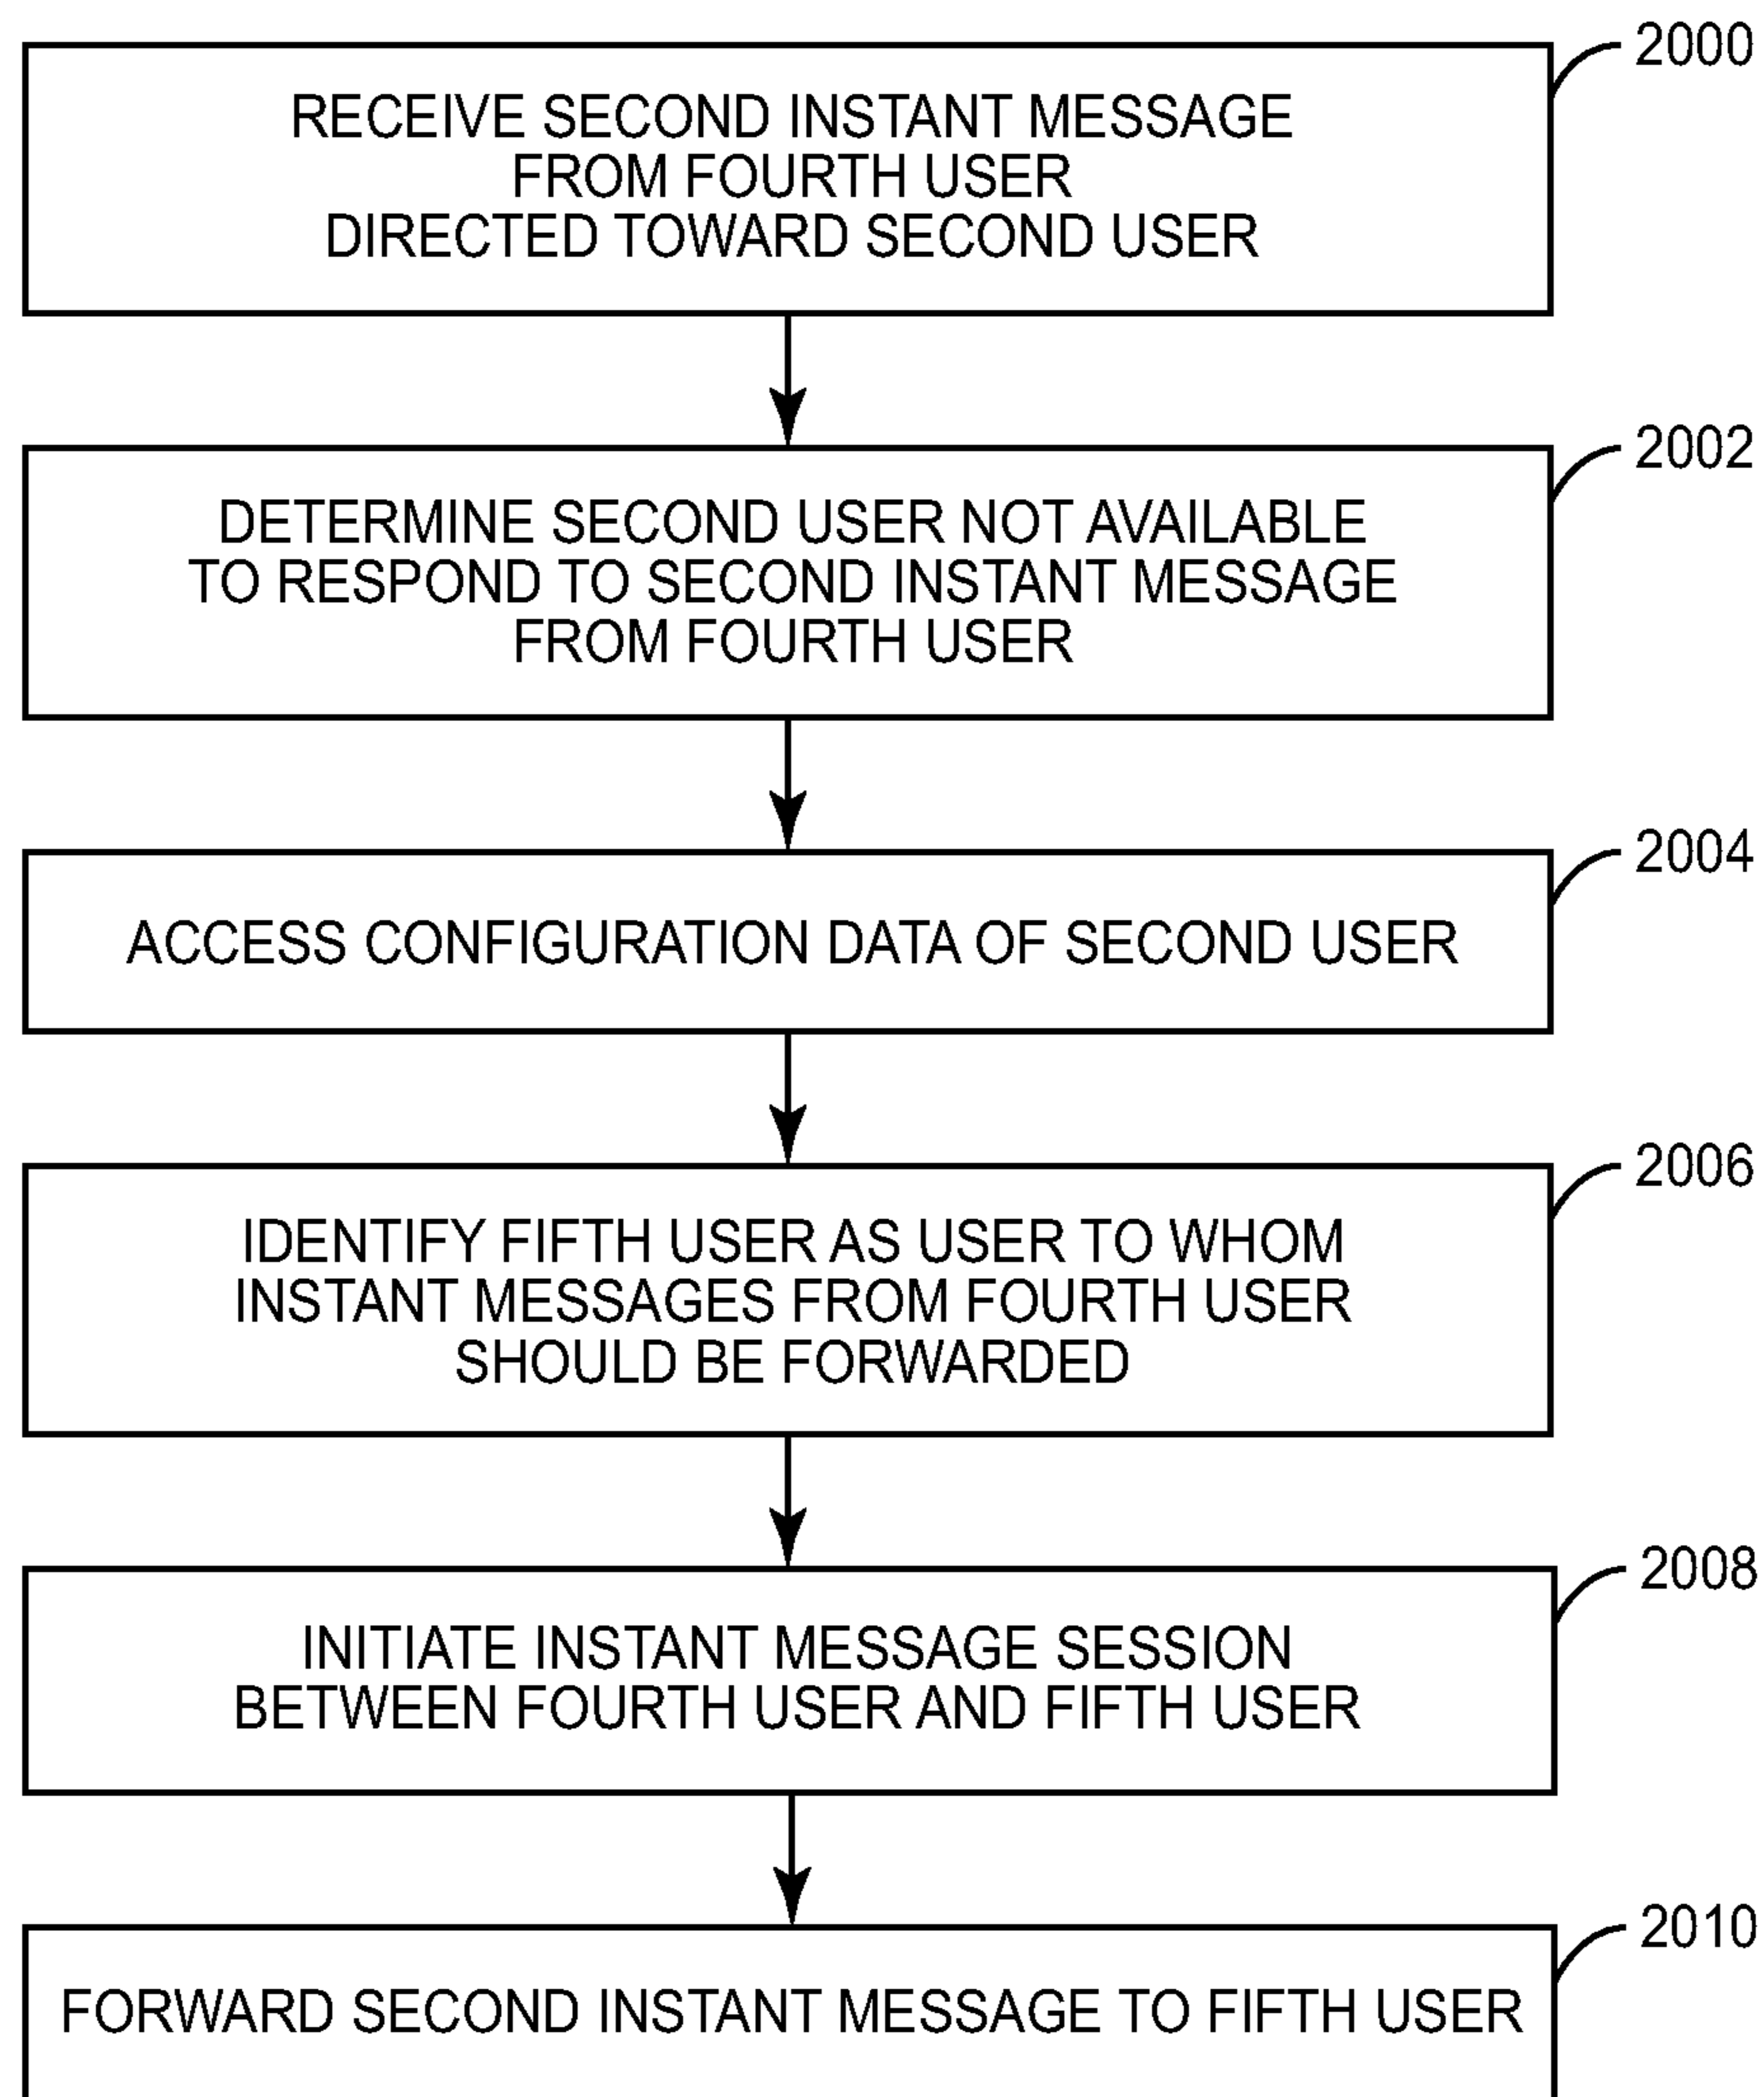 2000
RECEIVE SECOND INSTANT MESSAGE
FROM FOURTH USER
DIRECTED TOWARD SECOND USER
2002
DETERMINE SECOND USER NOT AVAILABLE
TO RESPOND TO SECOND INSTANT MESSAGE
FROM FOURTH USER
2004
ACCESS CONFIGURATION DATA OF SECOND USER
2006
IDENTIFY FIFTH USER AS USER TO WHOM
INSTANT MESSAGES FROM FOURTH USER
SHOULD BE FORWARDED
2008
INITIATE INSTANT MESSAGE SESSION
BETWEEN FOURTH USER AND FIFTH USER
2010
FORWARD SECOND INSTANT MESSAGE TO FIFTH USER